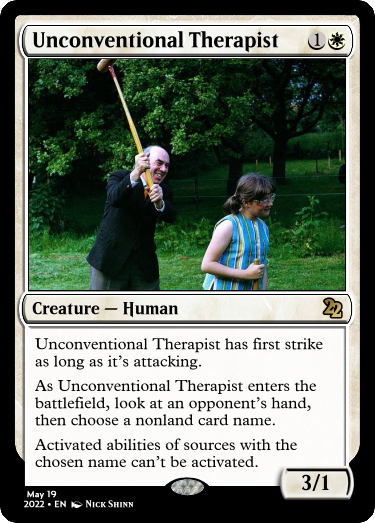 Unconventional Therapist 1
Creature — Human
Unconventional Therapist has first strike
as long as it's attacking.
As Unconventional Therapist enters the
battlefield, look at an opponent's hand,
then choose a nonland card name.
Activated abilities of sources with the
chosen name can't be activated.
3/1
May 19
2022 • EN Nick Shinn